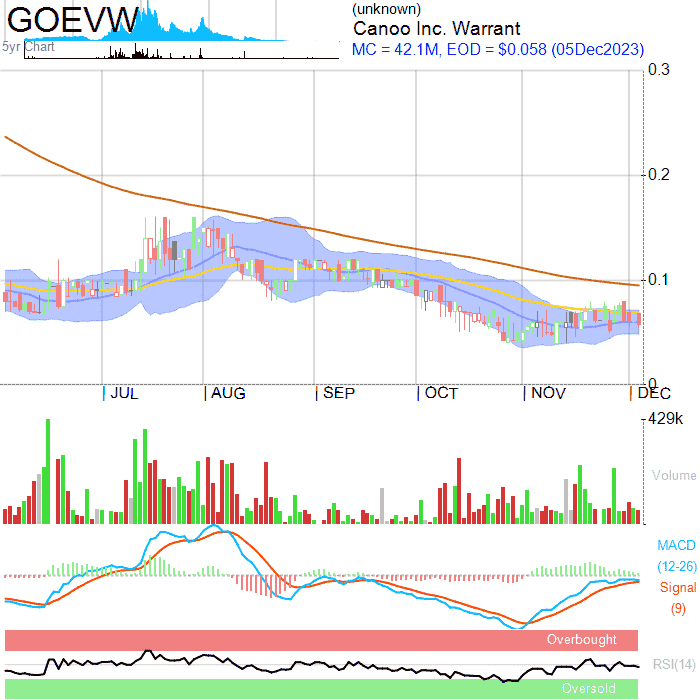 GOEVW
5yr Chart
(unknown)
Canoo Inc. Warrant
MC = 42.1M, EOD = $0.058 (05Dec2023)
0.3
0.2
0.1
0
JUL AUG SEP OCT NOV DEC
429k
Volume
MACD
(12-26)
Signal
(9)
Overbought
RSI(14)
Oversold